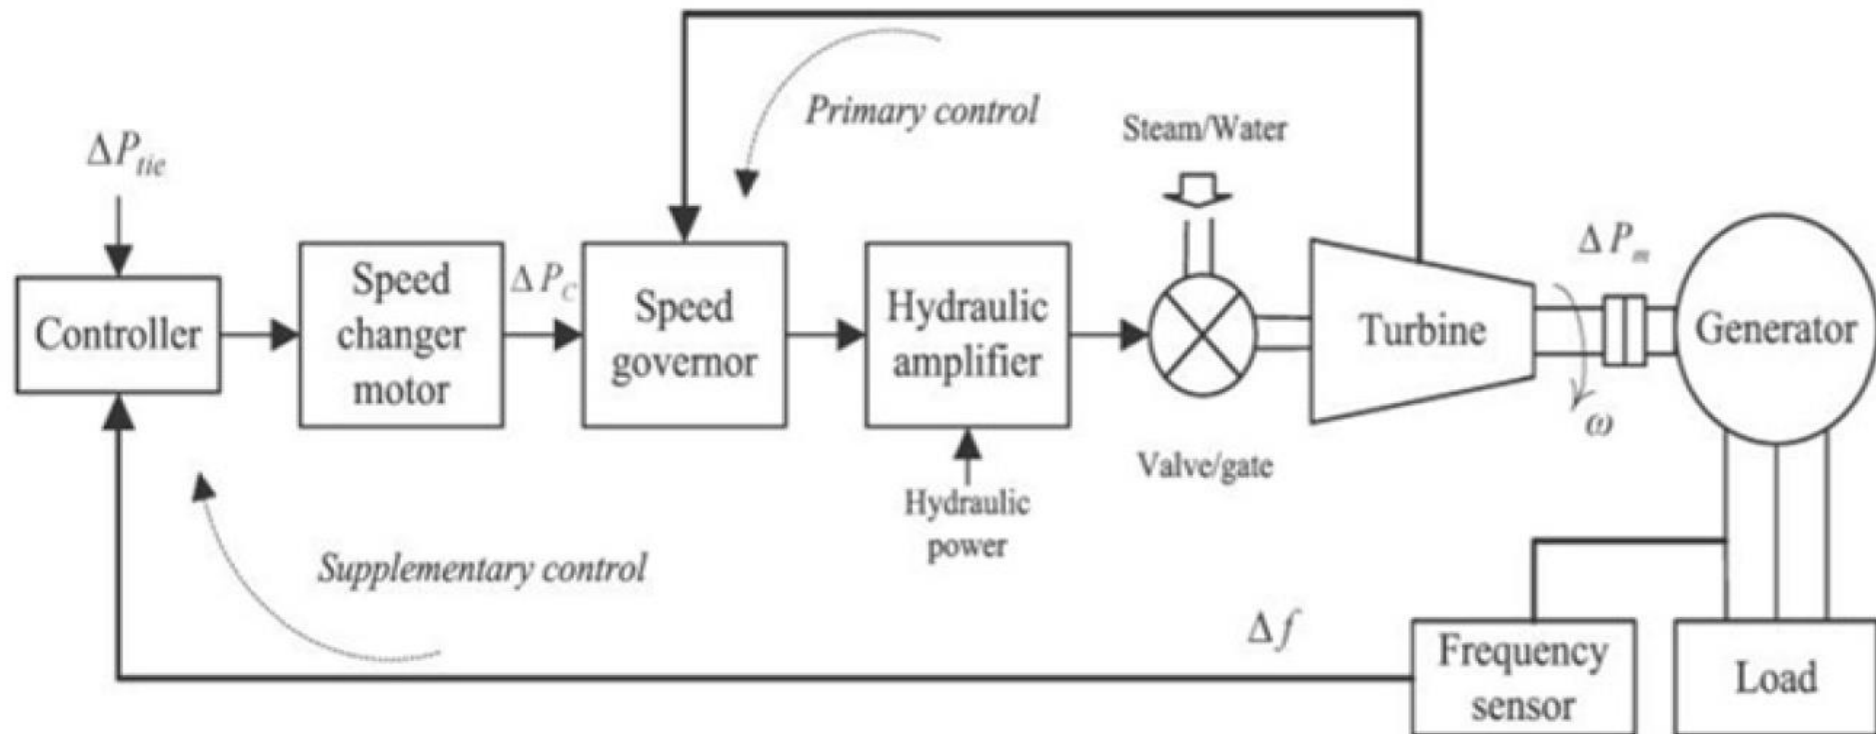 Primary control
Steam/Water
ΔP_tie
ΔP_m
Speed
changer
motor
ΔP_C
Speed
governor
Hydraulic
amplifier
Controller
Turbine
Generator
ω
Valve/gate
Hydraulic
power
Supplementary control
Δf
Frequency
sensor
Load